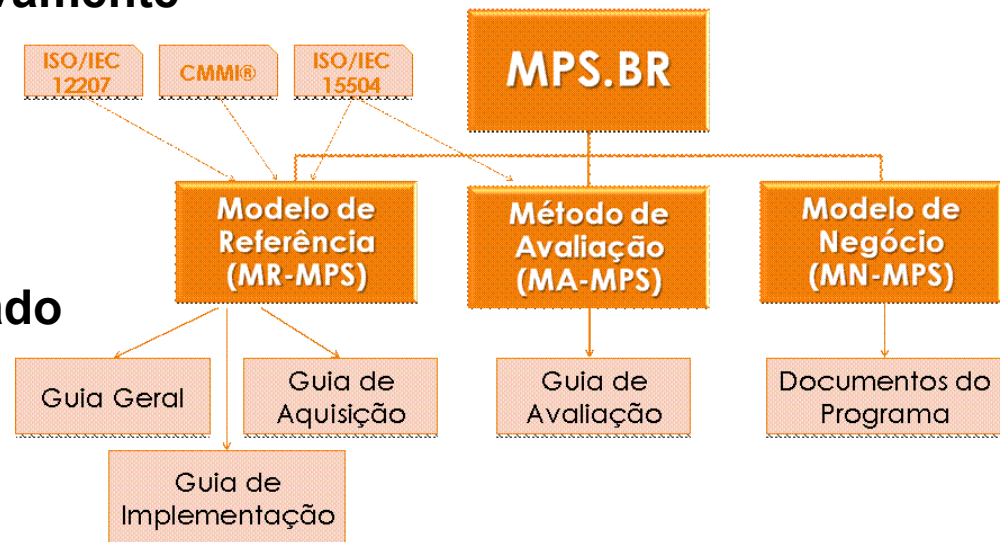 ISO/IEC
12207
CMMI®
ISO/IEC
15504
MPS.BR
Modelo de
Referência
(MR-MPS)
Método de
Avaliação
(MA-MPS)
Modelo de
Negócio
(MN-MPS)
Guia Geral
Guia de
Aquisição
Guia de
Avaliação
Documentos do
Programa
Guia de
Implementação